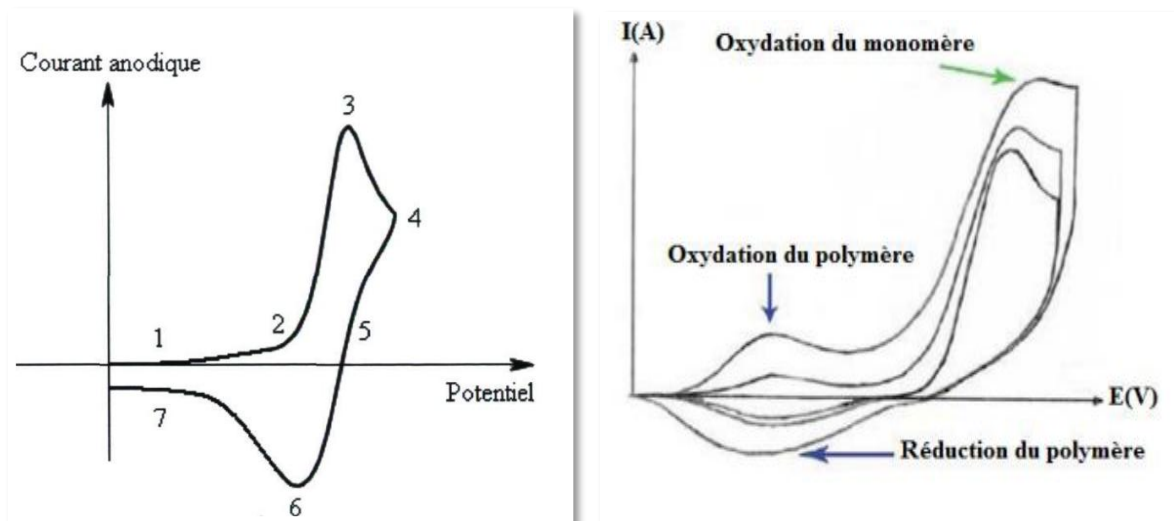 Courant anodique
3
4
1
2
5
Potentiel
7
6
I(A)
Oxydation du monomère
Oxydation du polymère
E(V)
Réduction du polymère